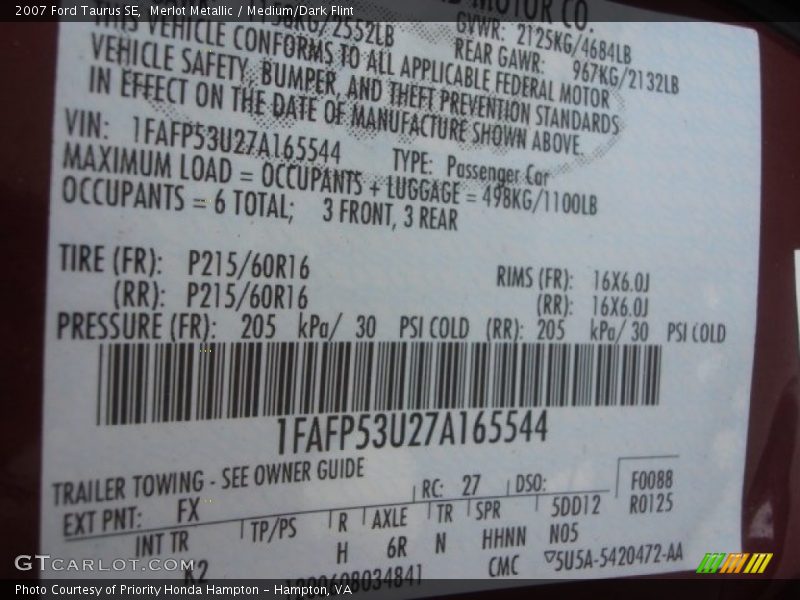 2007 Ford Taurus SE, Merlot Metallic / Medium/Dark Flint
MOTOR CO.
GVWR: 2125KG/4684LB
KG/2552LB REAR GAWR: 967KG/2132LB
THIS VEHICLE CONFORMS TO ALL APPLICABLE FEDERAL MOTOR
VEHICLE SAFETY, BUMPER, AND THEFT PREVENTION STANDARDS
IN EFFECT ON THE DATE OF MANUFACTURE SHOWN ABOVE.
VIN: 1FAFP53U27A165544 TYPE: Passenger Car
MAXIMUM LOAD = OCCUPANTS + LUGGAGE = 498KG/1100LB
OCCUPANTS = 6 TOTAL; 3 FRONT, 3 REAR
TIRE (FR): P215/60R16 RIMS (FR): 16X6.0J
(RR): P215/60R16 (RR): 16X6.0J
PRESSURE (FR): 205 kPa/ 30 PSI COLD (RR): 205 kPa/ 30 PSI COLD
1FAFP53U27A165544
TRAILER TOWING - SEE OWNER GUIDE
EXT PNT: FX RC: 27 DSO: F0088
INT TR TP/PS R AXLE TR SPR 5DD12 R0125
K2 H 6R N HHNN N05
CMC 5U5A-5420472-AA
GTCarLot.com
Photo Courtesy of Priority Honda Hampton - Hampton, VA